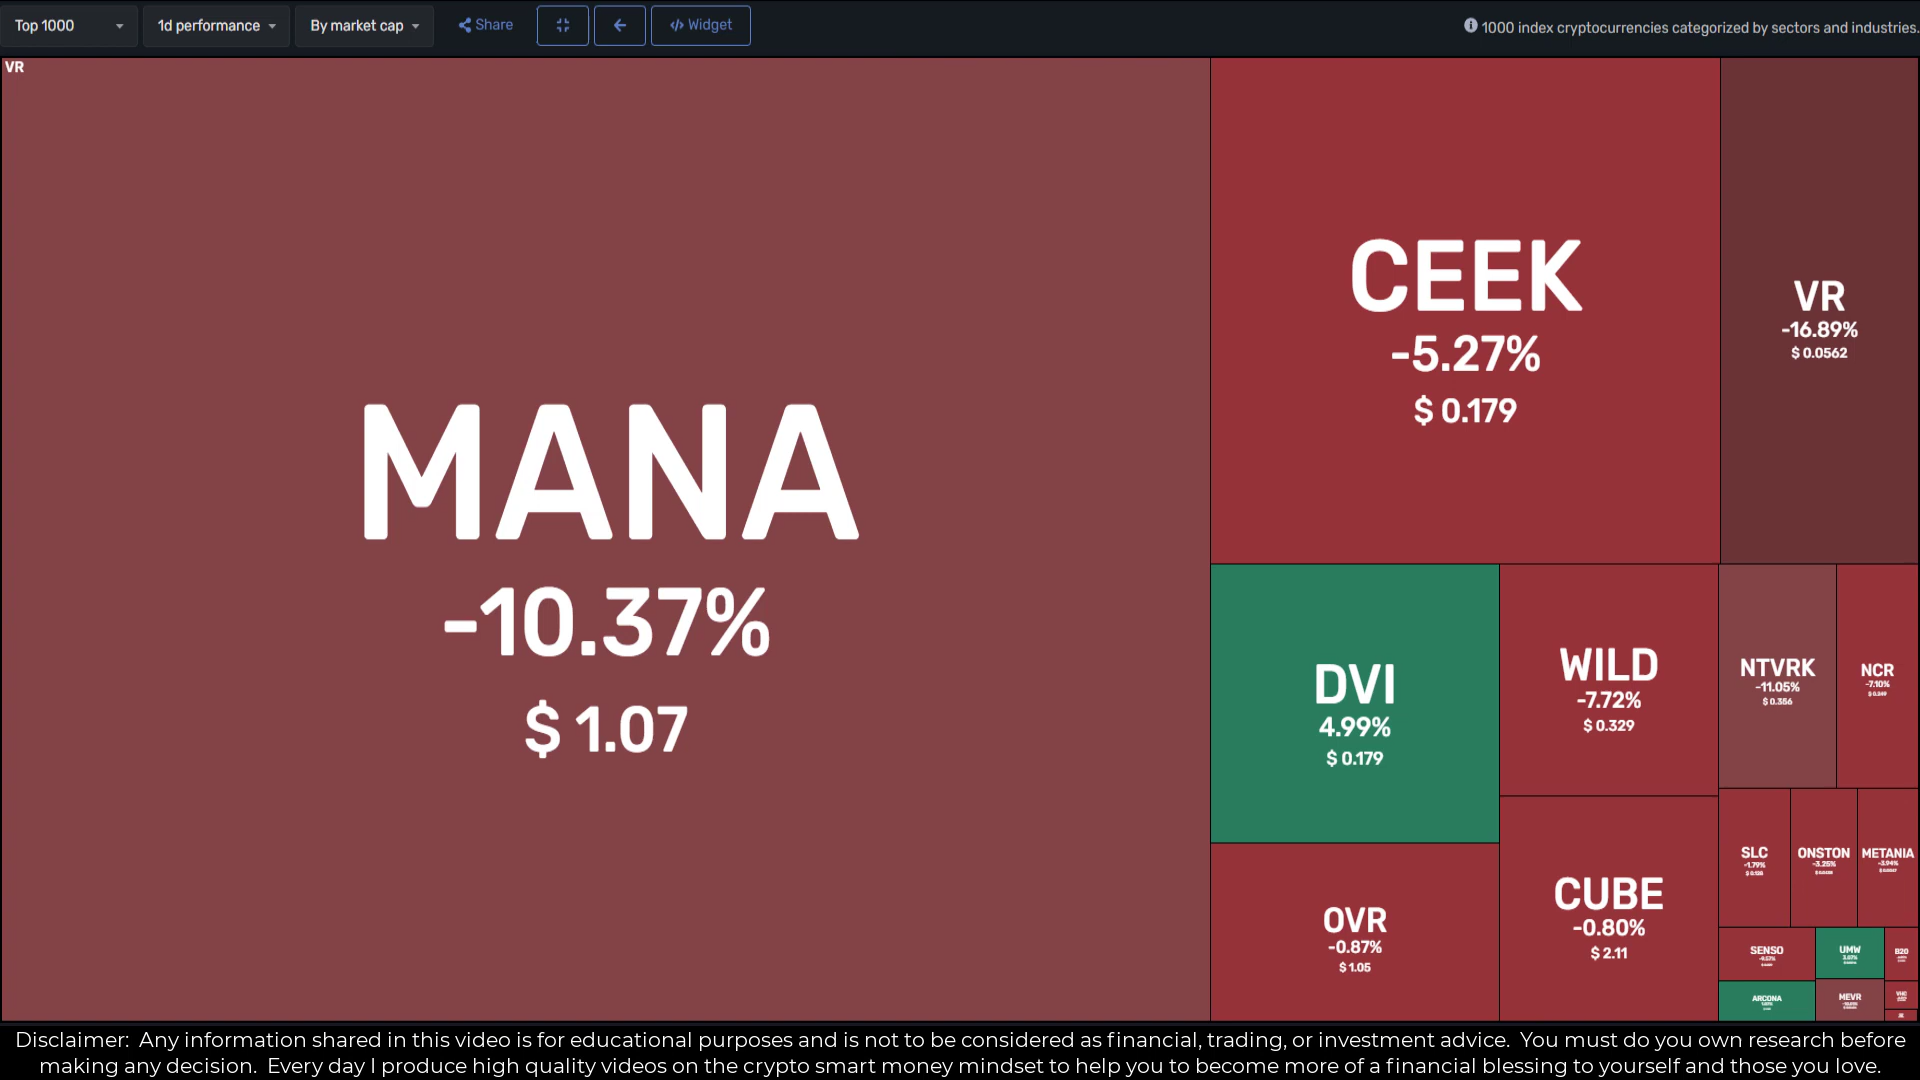 Top 1000
1d performance
By market cap
Share
Widget
1000 index cryptocurrencies categorized by sectors and industries.
VR
MANA
-10.37%
$ 1.07
CEEK
-5.27%
$ 0.179
VR
-16.89%
$ 0.0562
DVI
4.99%
$ 0.179
WILD
-7.72%
$ 0.329
NTVRK
-11.05%
$ 0.356
NCR
-7.10%
$ 0.249
OVR
-0.87%
$ 1.05
CUBE
-0.80%
$ 2.11
SLC
-1.79%
$ 0.128
ONSTON
-3.25%
METANIA
-3.94%
SENSO
UMW
B20
ARCONA
MEVR
Disclaimer: Any information shared in this video is for educational purposes and is not to be considered as financial, trading, or investment advice. You must do you own research before
making any decision. Every day I produce high quality videos on the crypto smart money mindset to help you to become more of a financial blessing to yourself and those you love.